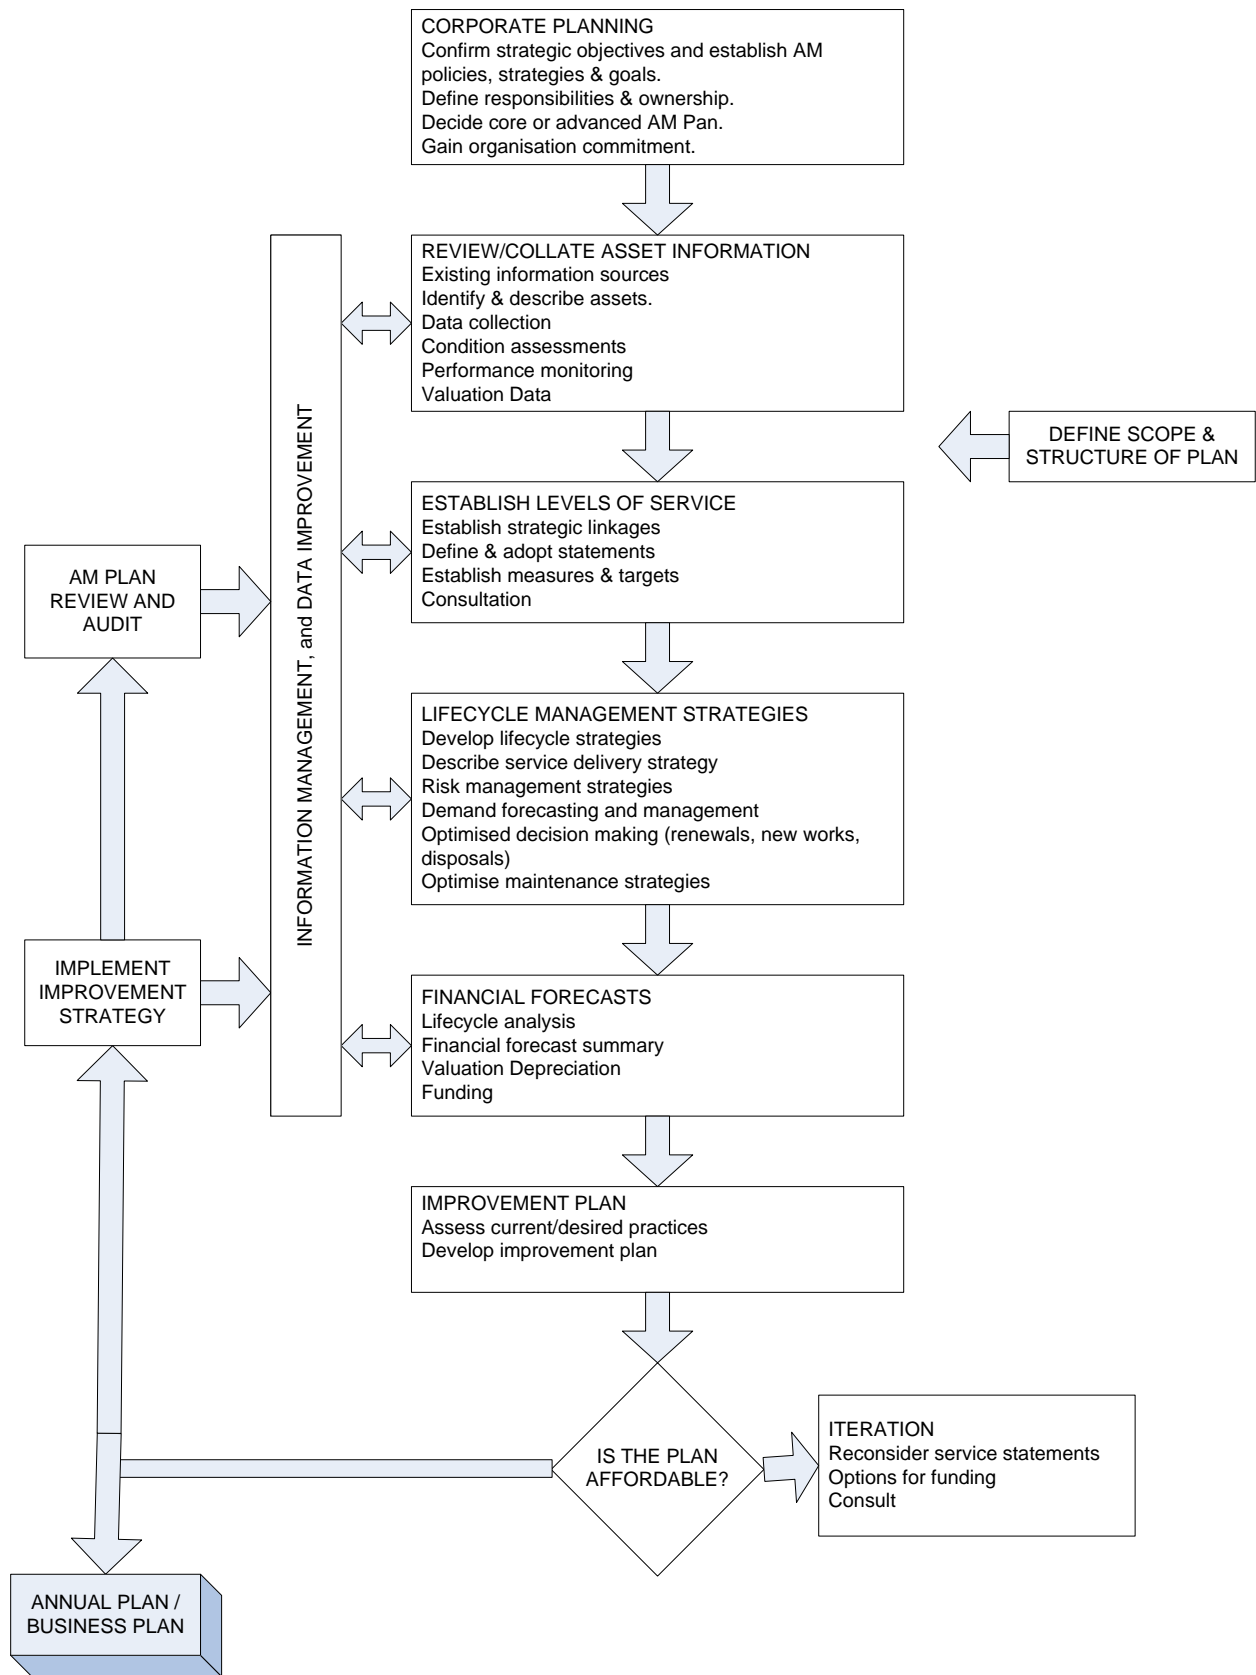 CORPORATE PLANNING
Confirm strategic objectives and establish AM
policies, strategies & goals.
Define responsibilities & ownership.
Decide core or advanced AM Pan.
Gain organisation commitment.
REVIEW/COLLATE ASSET INFORMATION
Existing information sources
Identify & describe assets.
Data collection
Condition assessments
Performance monitoring
Valuation Data
DEFINE SCOPE &
STRUCTURE OF PLAN
INFORMATION MANAGEMENT, and DATA IMPROVEMENT
ESTABLISH LEVELS OF SERVICE
Establish strategic linkages
Define & adopt statements
Establish measures & targets
Consultation
AM PLAN
REVIEW AND
AUDIT
LIFECYCLE MANAGEMENT STRATEGIES
Develop lifecycle strategies
Describe service delivery strategy
Risk management strategies
Demand forecasting and management
Optimised decision making (renewals, new works,
disposals)
Optimise maintenance strategies
IMPLEMENT
IMPROVEMENT
STRATEGY
FINANCIAL FORECASTS
Lifecycle analysis
Financial forecast summary
Valuation Depreciation
Funding
IMPROVEMENT PLAN
Assess current/desired practices
Develop improvement plan
IS THE PLAN
AFFORDABLE?
ITERATION
Reconsider service statements
Options for funding
Consult
ANNUAL PLAN /
BUSINESS PLAN